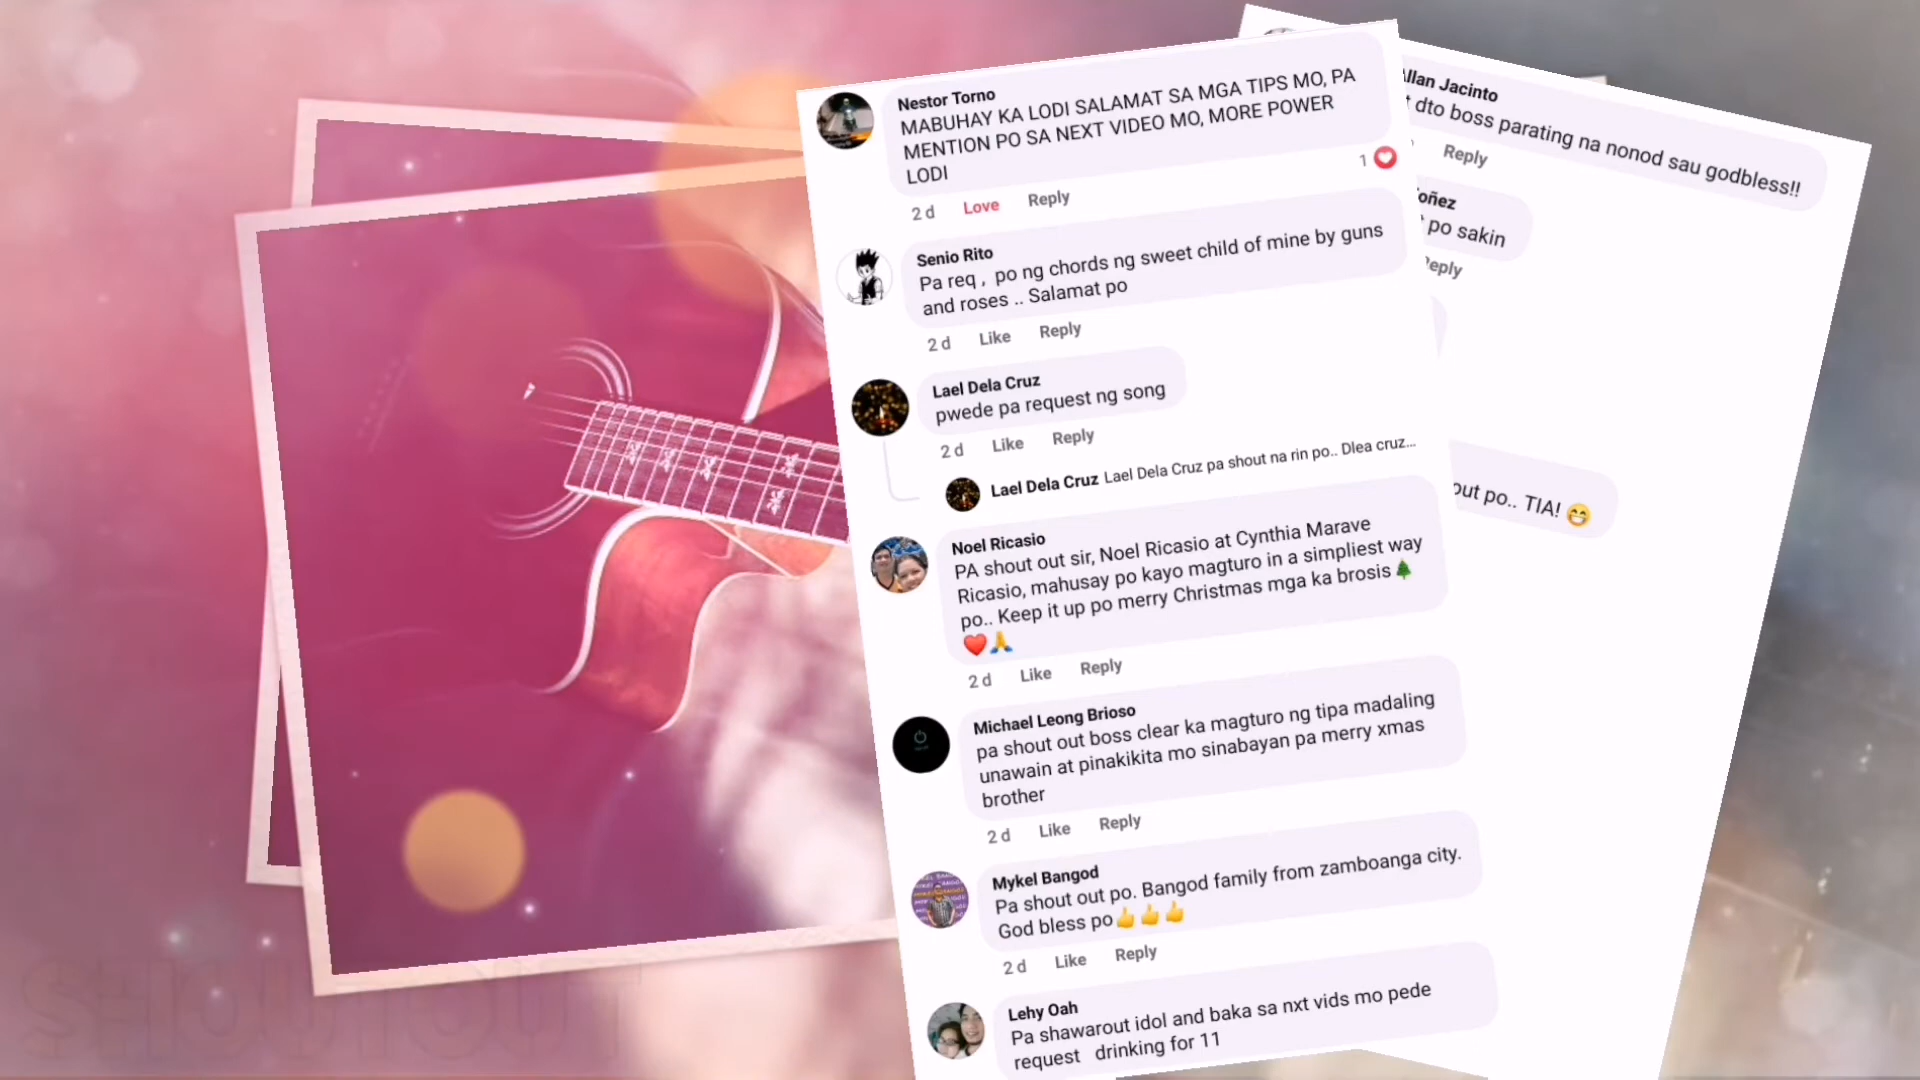 Nestor Torno
MABUHAY KA LODI SALAMAT SA MGA TIPS MO, PA
MENTION PO SA NEXT VIDEO MO, MORE POWER
LODI
1
2 d Love Reply
Senio Rito
Pa req , po ng chords ng sweet child of mine by guns
and roses .. Salamat po
2 d Like Reply
Lael Dela Cruz
pwede pa request ng song
2 d Like Reply
Lael Dela Cruz Lael Dela Cruz pa shout na rin po.. Dlea cruz...
Noel Ricasio
PA shout out sir, Noel Ricasio at Cynthia Marave
Ricasio, mahusay po kayo magturo in a simpliest way
po.. Keep it up po merry Christmas mga ka brosis🎄
❤️🙏
2 d Like Reply
Michael Leong Brioso
pa shout out boss clear ka magturo ng tipa madaling
unawain at pinakikita mo sinabayan pa merry xmas
brother
2 d Like Reply
Mykel Bangod
Pa shout out po. Bangod family from zamboanga city.
God bless po👍👍👍
2 d Like Reply
Lehy Oah
Pa shawarout idol and baka sa nxt vids mo pede
request drinking for 11
Jacinto
dto boss parating na nonod sau godbless!!
Reply
po sakin
po.. TIA! 😁
SHOUTOUT